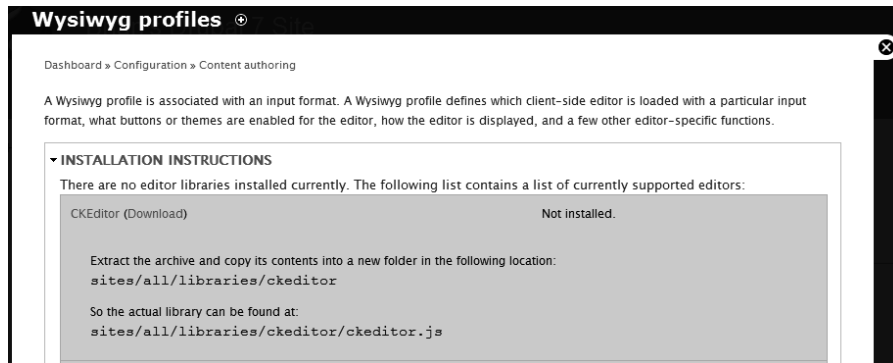 Wysiwyg profiles
Dashboard » Configuration » Content authoring
A Wysiwyg profile is associated with an input format. A Wysiwyg profile defines which client-side editor is loaded with a particular input
format, what buttons or themes are enabled for the editor, how the editor is displayed, and a few other editor-specific functions.
INSTALLATION INSTRUCTIONS
There are no editor libraries installed currently. The following list contains a list of currently supported editors:
CKEditor (Download) Not installed.
Extract the archive and copy its contents into a new folder in the following location:
sites/all/libraries/ckeditor
So the actual library can be found at:
sites/all/libraries/ckeditor/ckeditor.js